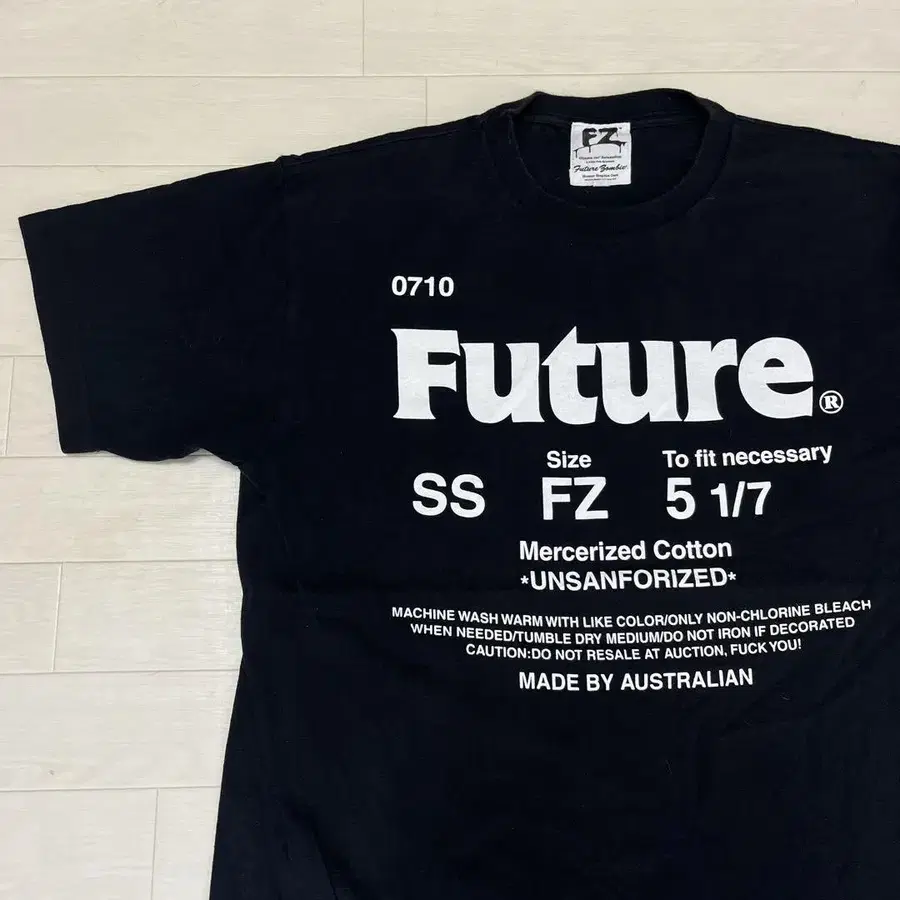 FZ
Future Zombie
0710
Future®
Size To fit necessary
SS FZ 5 1/7
Mercerized Cotton
*UNSANFORIZED*
MACHINE WASH WARM WITH LIKE COLOR/ONLY NON-CHLORINE BLEACH
WHEN NEEDED/TUMBLE DRY MEDIUM/DO NOT IRON IF DECORATED
CAUTION:DO NOT RESALE AT AUCTION, FUCK YOU!
MADE BY AUSTRALIAN